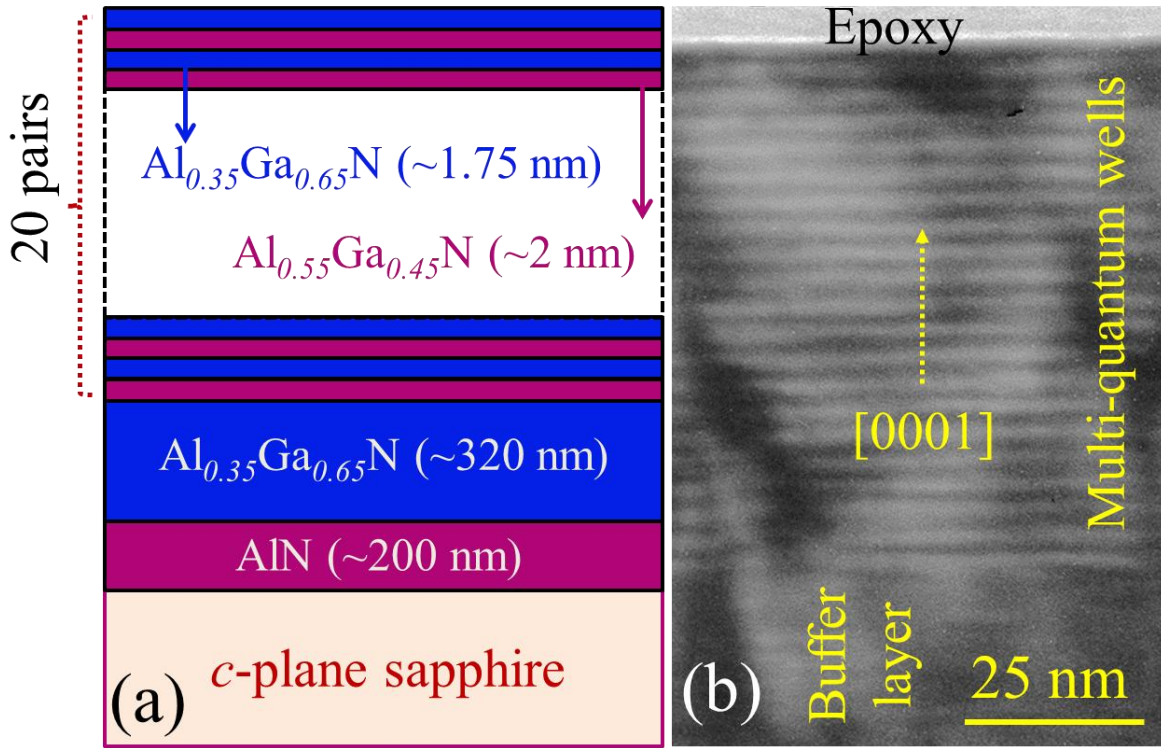 20 pairs
Al0.35Ga0.65N (~1.75 nm)
Al0.55Ga0.45N (~2 nm)
Al0.35Ga0.65N (~320 nm)
AlN (~200 nm)
c-plane sapphire
(a)
Epoxy
Multi-quantum wells
[0001]
Buffer
layer
25 nm
(b)